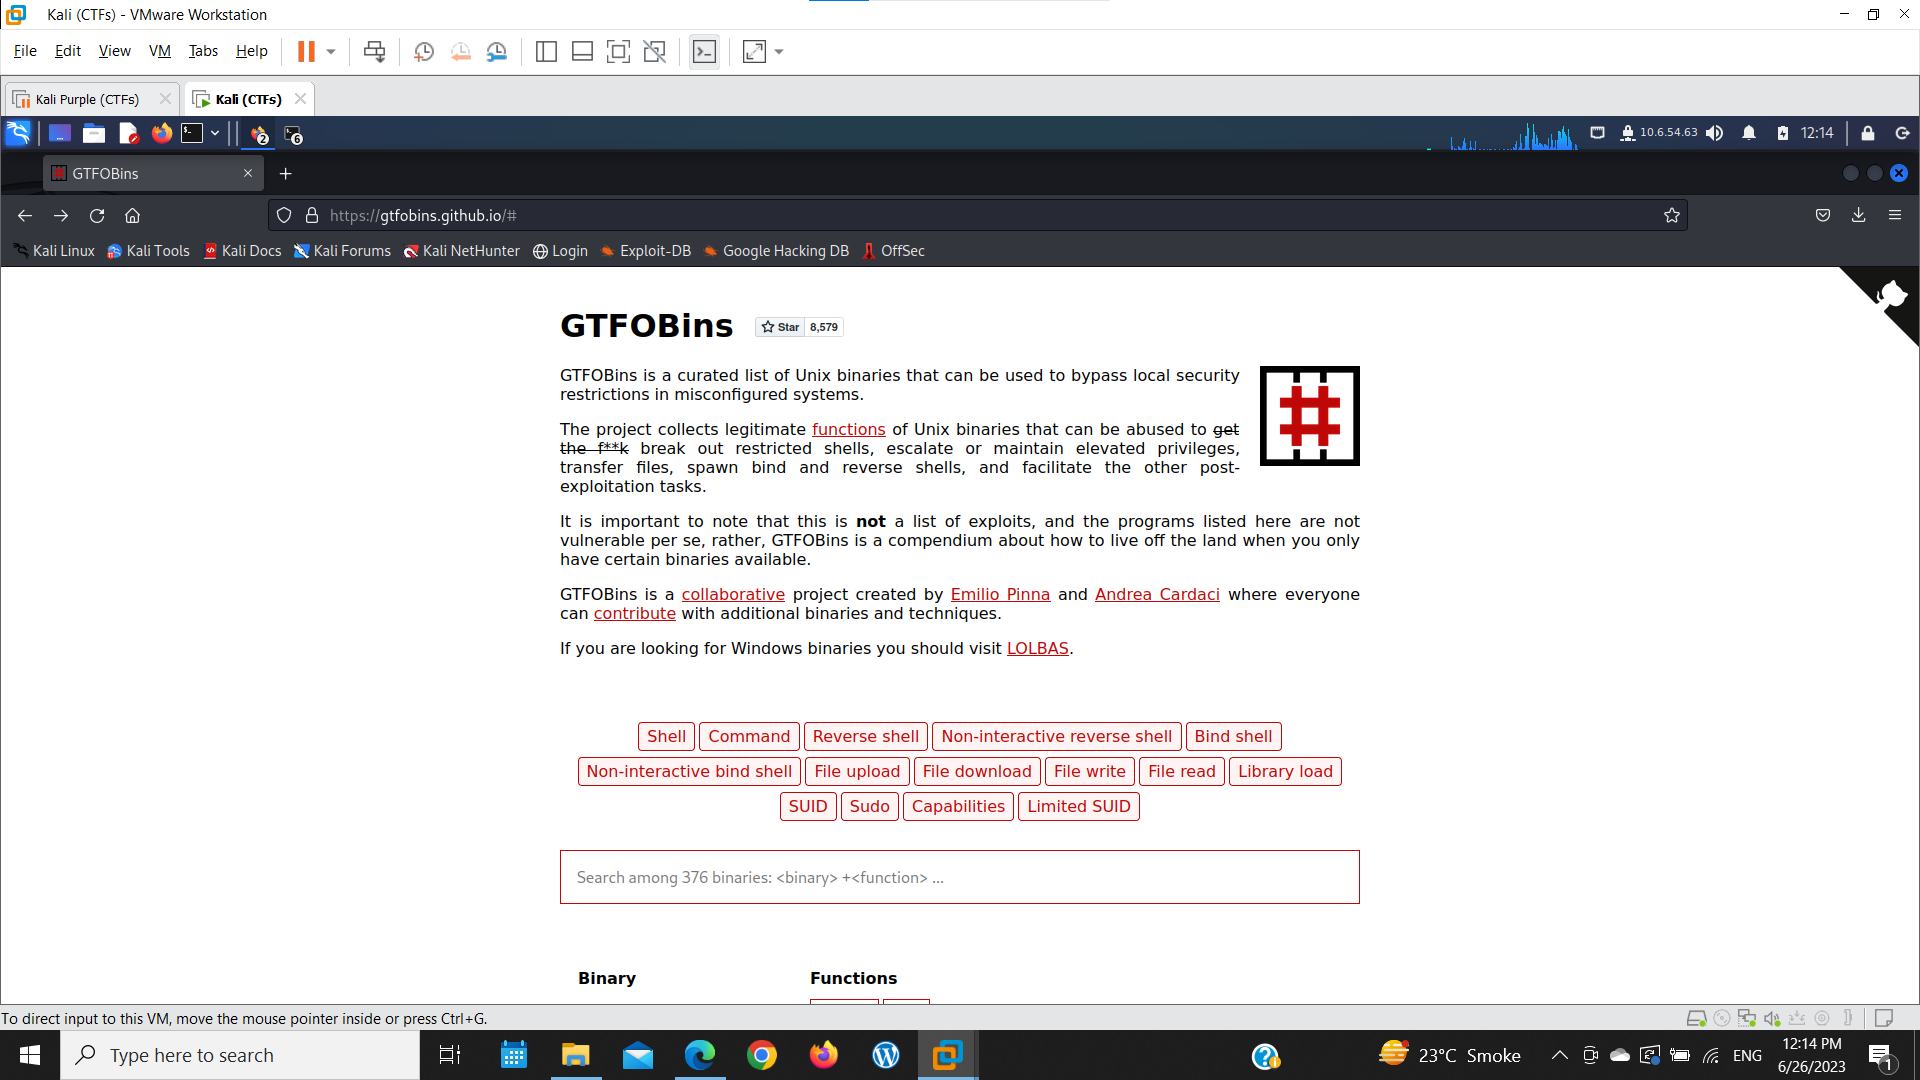 Kali (CTFs) - VMware Workstation
File Edit View VM Tabs Help
Kali Purple (CTFs) Kali (CTFs)
2 6 10.6.54.63 12:14
GTFOBins
https://gtfobins.github.io/#
Kali Linux Kali Tools Kali Docs Kali Forums Kali NetHunter Login Exploit-DB Google Hacking DB OffSec
GTFOBins Star 8,579
GTFOBins is a curated list of Unix binaries that can be used to bypass local security
restrictions in misconfigured systems.
The project collects legitimate functions of Unix binaries that can be abused to get
the f**k break out restricted shells, escalate or maintain elevated privileges,
transfer files, spawn bind and reverse shells, and facilitate the other post-
exploitation tasks.
It is important to note that this is not a list of exploits, and the programs listed here are not
vulnerable per se, rather, GTFOBins is a compendium about how to live off the land when you only
have certain binaries available.
GTFOBins is a collaborative project created by Emilio Pinna and Andrea Cardaci where everyone
can contribute with additional binaries and techniques.
If you are looking for Windows binaries you should visit LOLBAS.
Shell Command Reverse shell Non-interactive reverse shell Bind shell
Non-interactive bind shell File upload File download File write File read Library load
SUID Sudo Capabilities Limited SUID
Search among 376 binaries: <binary> +<function> ...
Binary Functions
To direct input to this VM, move the mouse pointer inside or press Ctrl+G.
Type here to search 23°C Smoke ENG 12:14 PM
6/26/2023 1